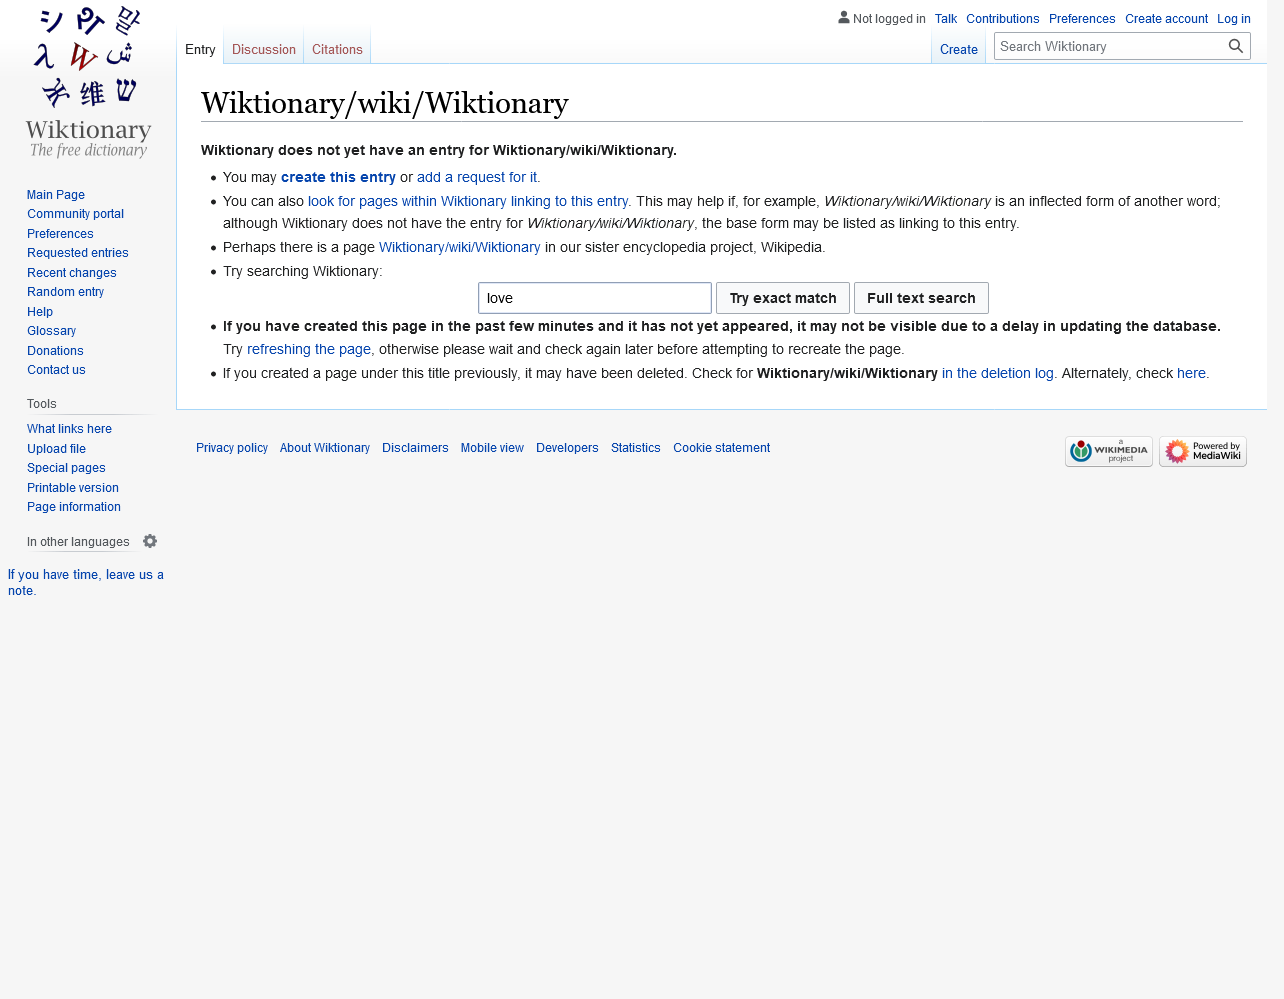 Not logged in Talk Contributions Preferences Create account Log in
Entry Discussion Citations Create Search Wiktionary
Wiktionary
The free dictionary
Main Page
Community portal
Preferences
Requested entries
Recent changes
Random entry
Help
Glossary
Donations
Contact us
Tools
What links here
Upload file
Special pages
Printable version
Page information
In other languages
If you have time, leave us a
note.
Wiktionary/wiki/Wiktionary
Wiktionary does not yet have an entry for Wiktionary/wiki/Wiktionary.
• You may create this entry or add a request for it.
• You can also look for pages within Wiktionary linking to this entry. This may help if, for example, Wiktionary/wiki/Wiktionary is an inflected form of another word;
although Wiktionary does not have the entry for Wiktionary/wiki/Wiktionary, the base form may be listed as linking to this entry.
• Perhaps there is a page Wiktionary/wiki/Wiktionary in our sister encyclopedia project, Wikipedia.
• Try searching Wiktionary:
love Try exact match Full text search
• If you have created this page in the past few minutes and it has not yet appeared, it may not be visible due to a delay in updating the database.
Try refreshing the page, otherwise please wait and check again later before attempting to recreate the page.
• If you created a page under this title previously, it may have been deleted. Check for Wiktionary/wiki/Wiktionary in the deletion log. Alternately, check here.
Privacy policy About Wiktionary Disclaimers Mobile view Developers Statistics Cookie statement
a
WIKIMEDIA
project
Powered by
MediaWiki